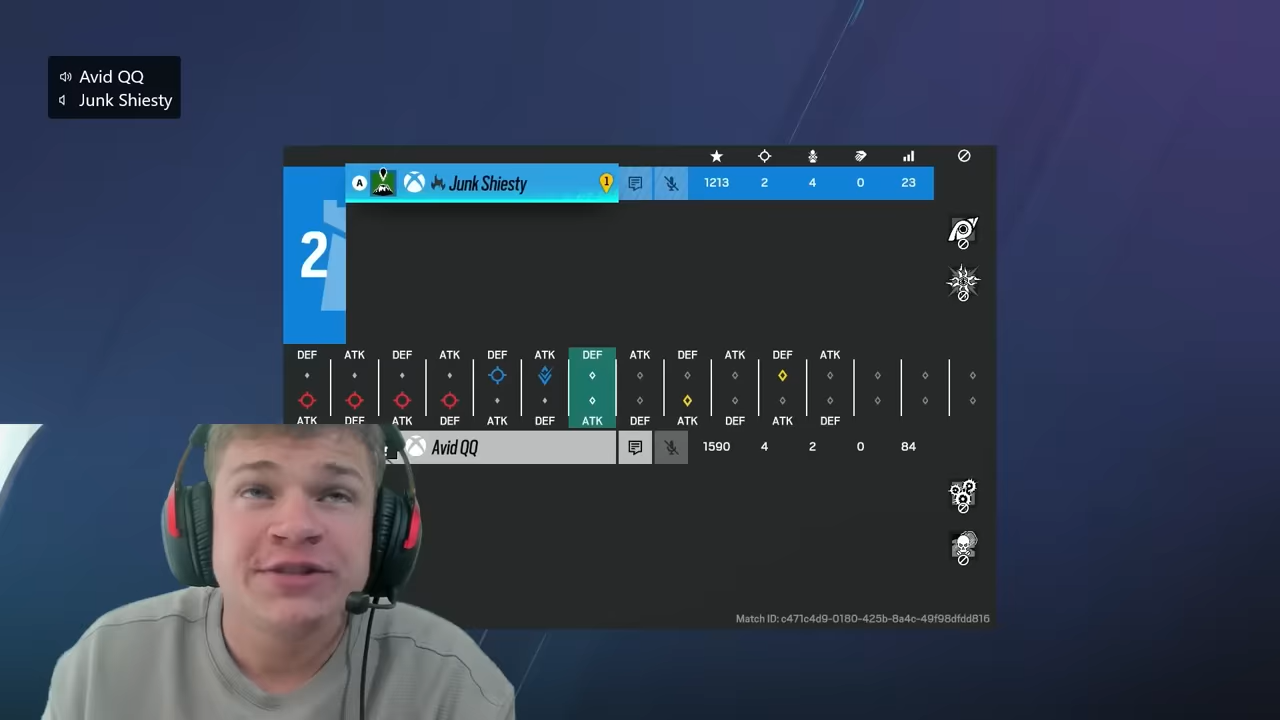 Avid QQ
Junk Shiesty
A Junk Shiesty 1 1213 2 4 0 23
2
DEF ATK DEF ATK DEF ATK DEF ATK DEF ATK DEF ATK
ATK DEF ATK DEF ATK DEF ATK DEF ATK DEF ATK DEF
Avid QQ 1590 4 2 0 84
Match ID: c471c4d9-0180-425b-8a4c-49f98dfdd816